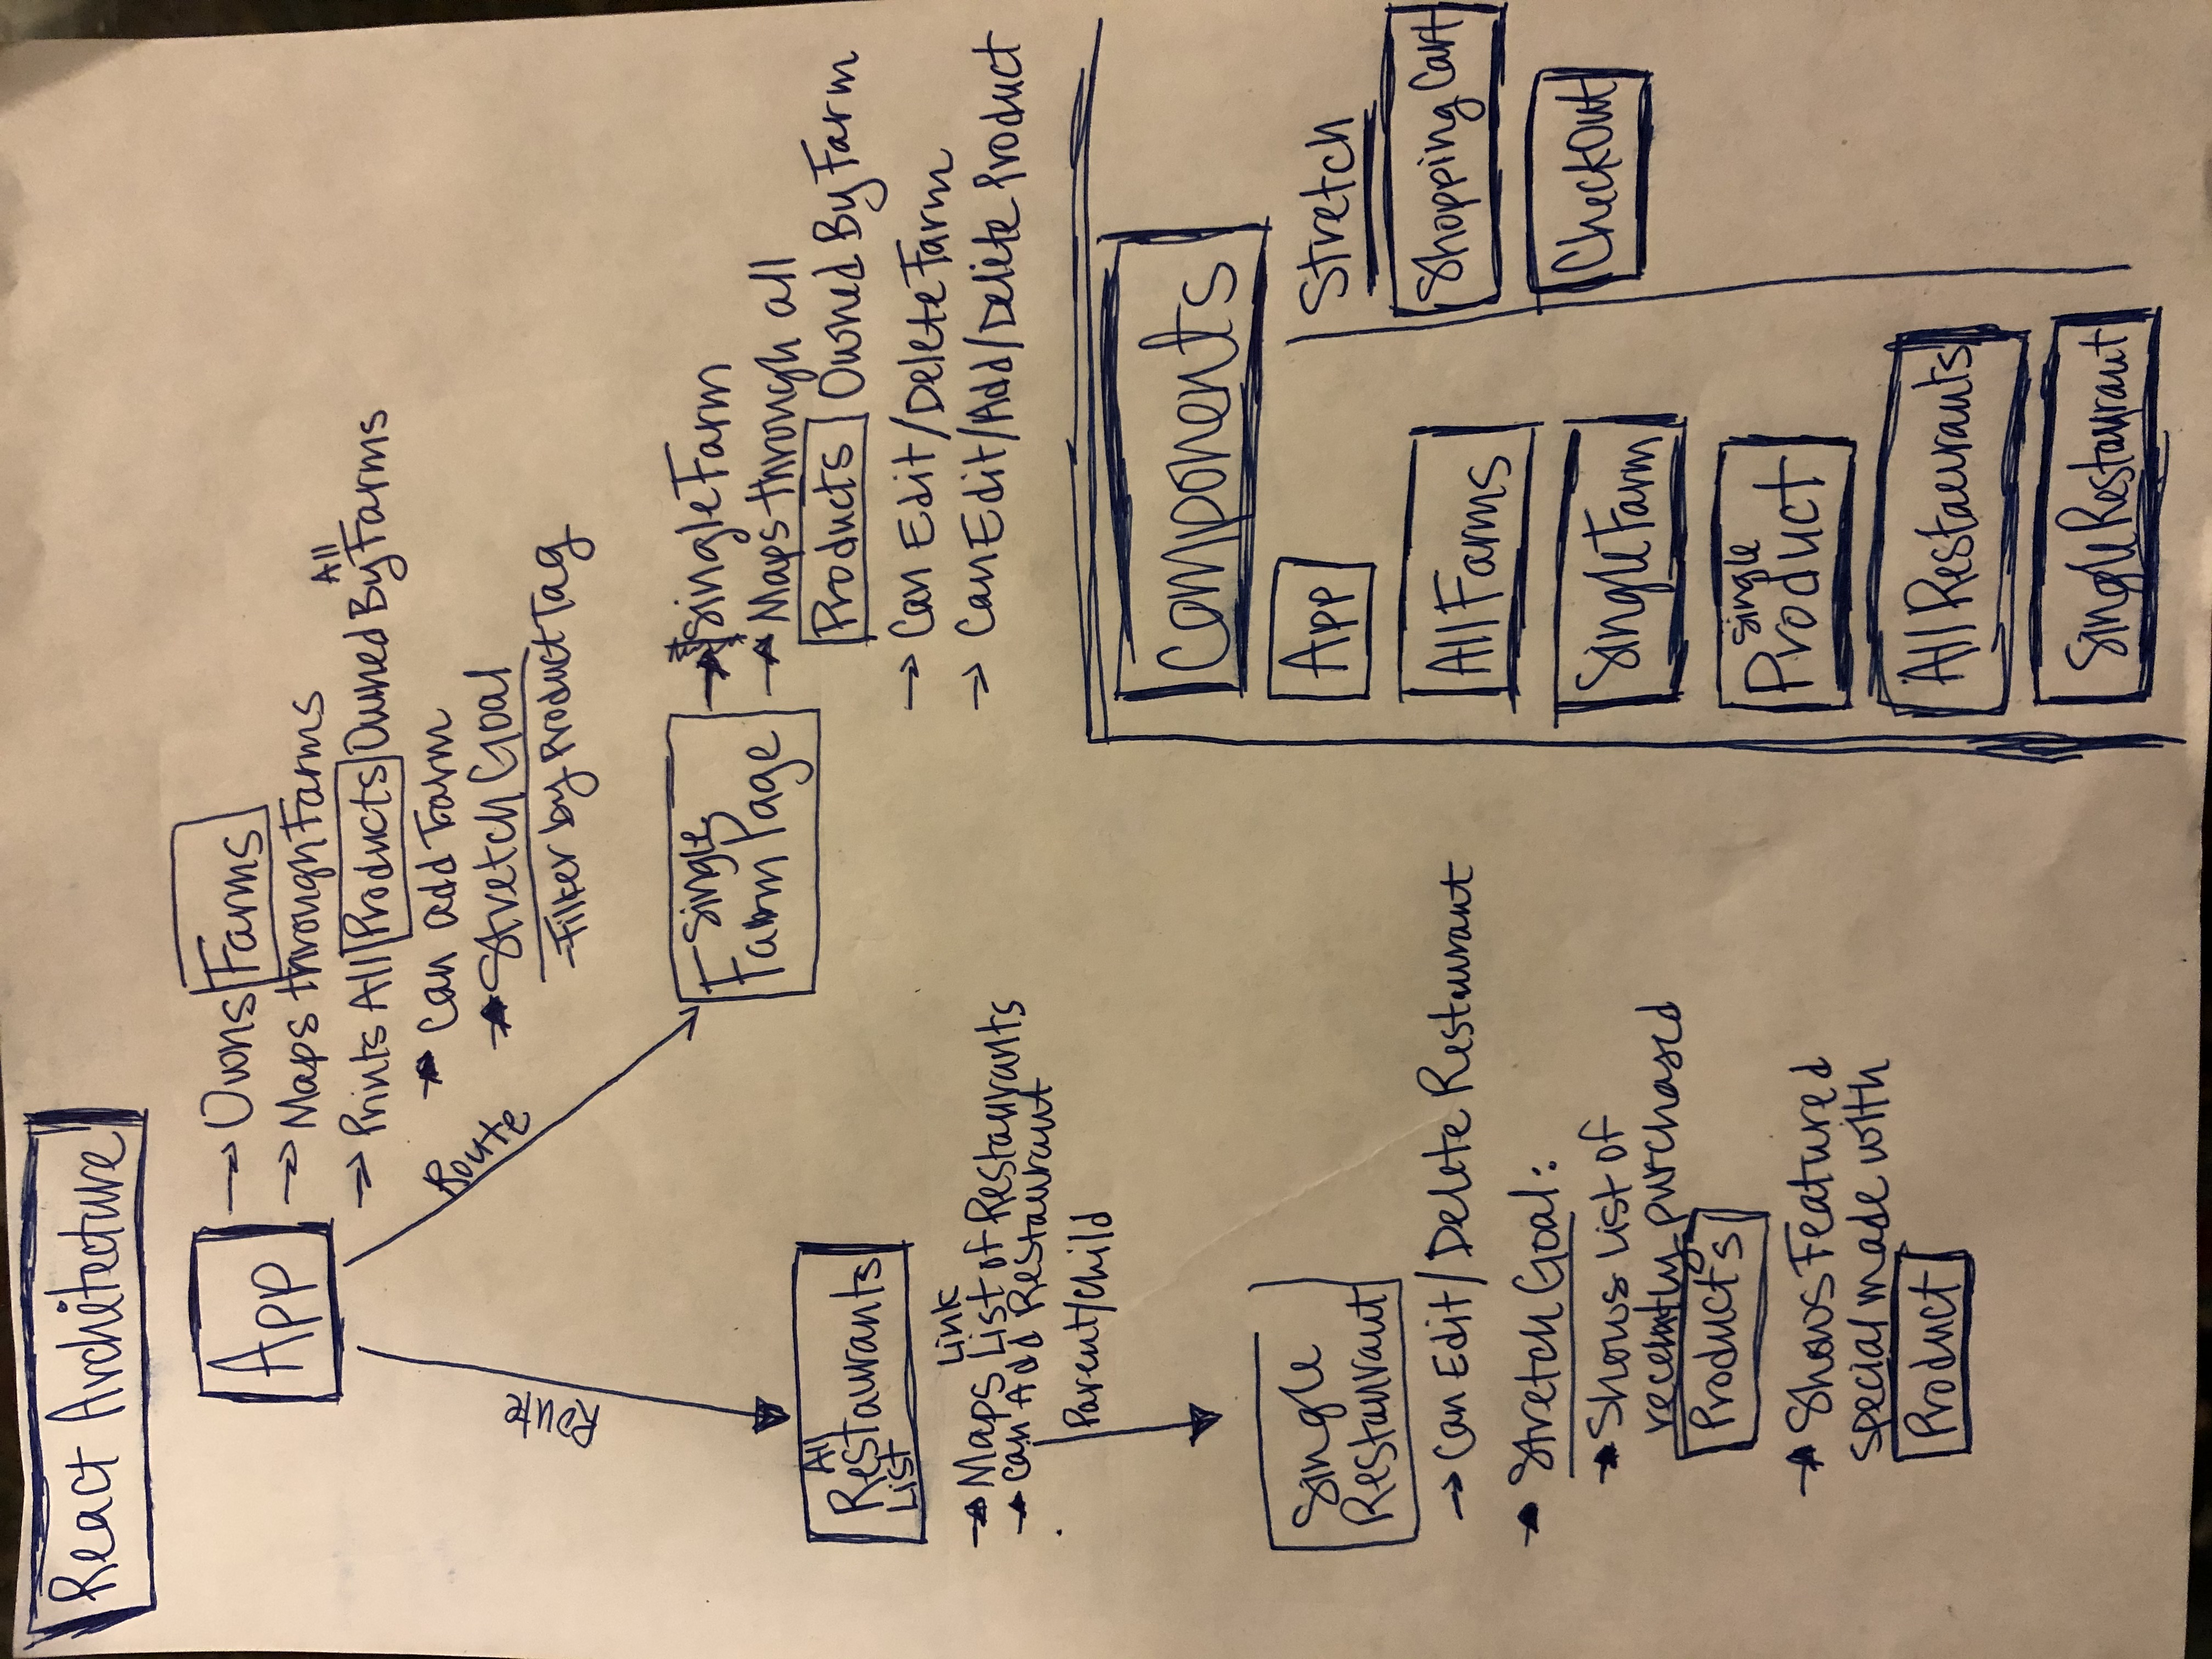 React Architecture
App
→ Owns Farms
→ Maps through Farms
→ Prints All Products Owned By All Farms
→ Can add Farm
→ Stretch Goal
- Filter by Product Tag
Route
Route
Single
Farm Page
→ Single Farm
→ Maps through all
Products Owned By Farm
→ Can Edit/Delete Farm
→ Can Edit/Add/Delete Product
All
Restaurants
List
→ Maps Link List of Restaurants
→ Can Add Restaurant
Parent/Child
Single
Restaurant
→ Can Edit/Delete Restaurant
→ Stretch Goal:
→ Shows List of
recently purchased
Products
→ Shows Featured
special made with
Product
Components
App
All Farms
Single Farm
Single
Product
All Restaurants
Single Restaurant
Stretch
Shopping Cart
CheckOut